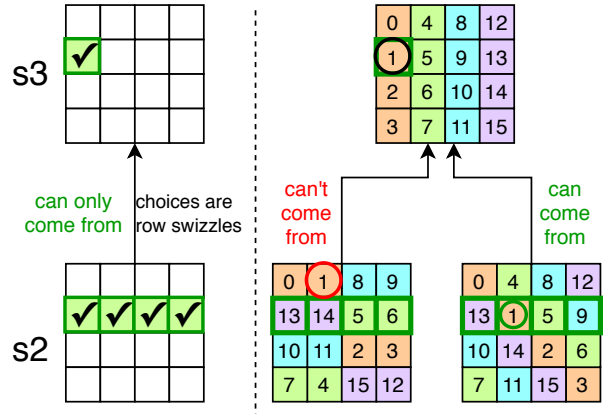 s3
0 4 8 12
1 5 9 13
2 6 10 14
3 7 11 15
can only
come from
choices are
row swizzles
can't
come
from
can
come
from
s2
0 1 8 9
13 14 5 6
10 11 2 3
7 4 15 12
0 4 8 12
13 1 5 9
10 14 2 6
7 11 15 3